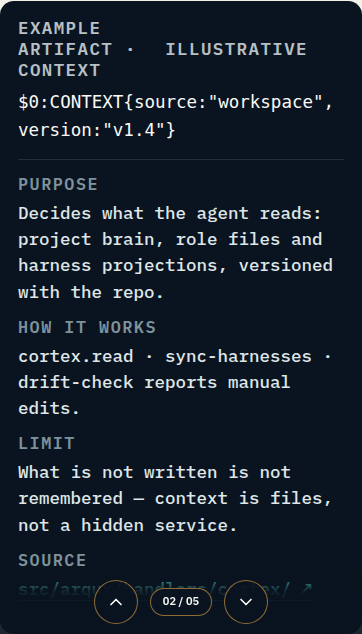 EXAMPLE
ARTIFACT · ILLUSTRATIVE
CONTEXT
$0:CONTEXT{source:"workspace",
version:"v1.4"}
PURPOSE
Decides what the agent reads:
project brain, role files and
harness projections, versioned
with the repo.
HOW IT WORKS
cortex.read · sync-harnesses ·
drift-check reports manual
edits.
LIMIT
What is not written is not
remembered — context is files,
not a hidden service.
SOURCE
02 / 05